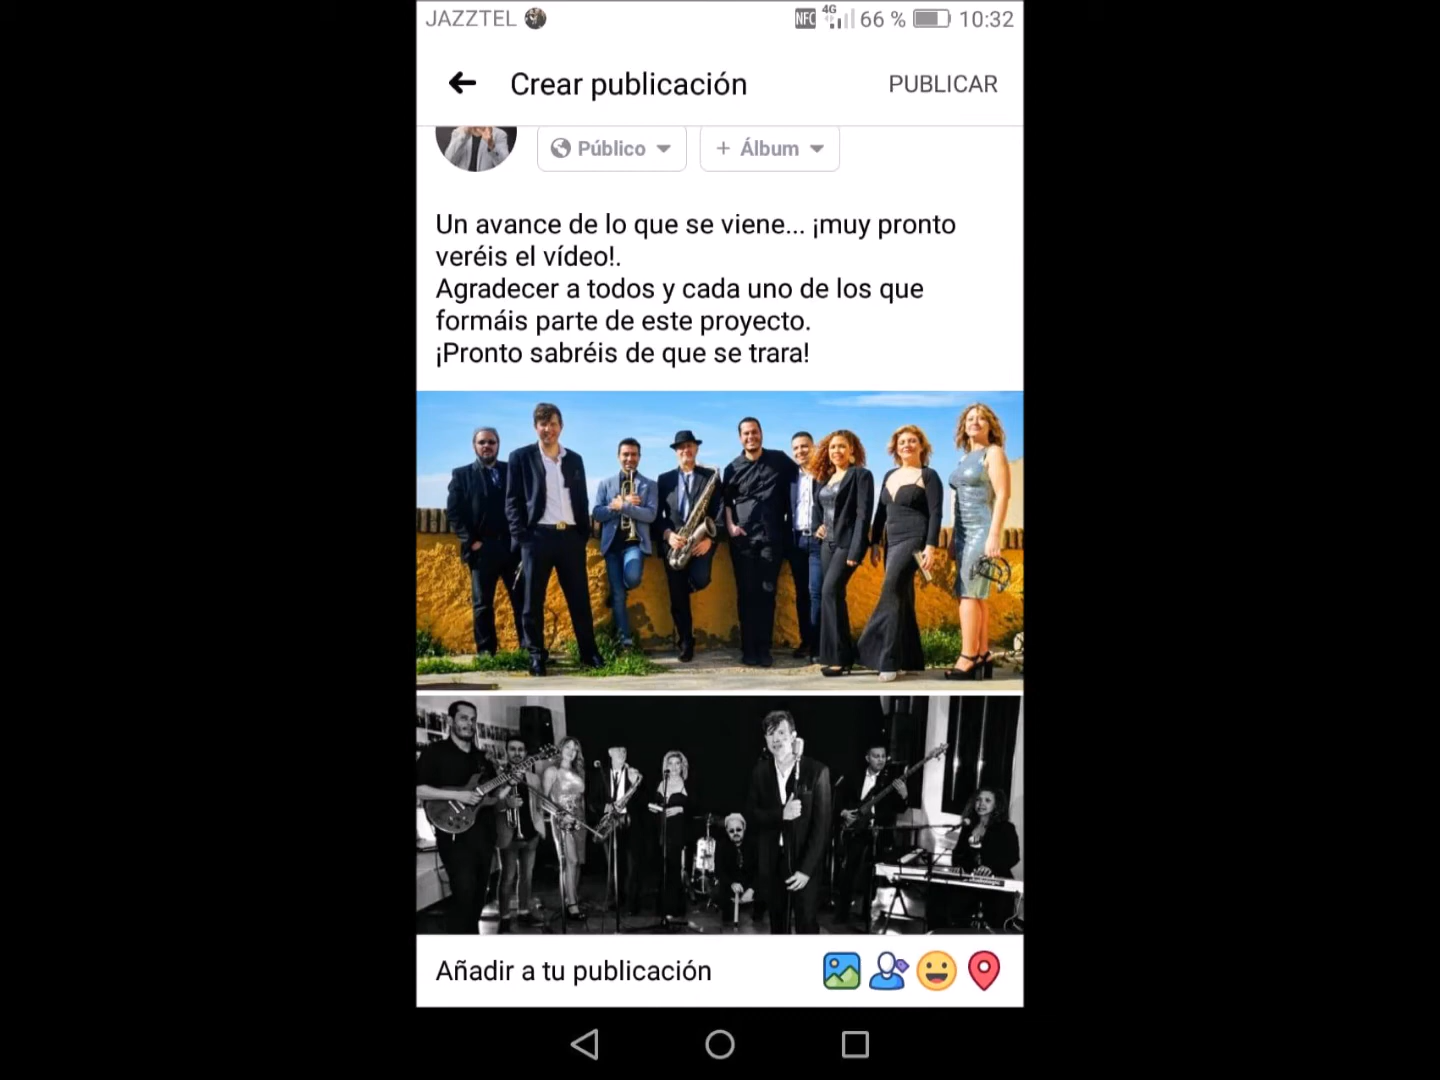 JAZZTEL NFC 4G 66 % 10:32
Crear publicación PUBLICAR
Público + Álbum
Un avance de lo que se viene... ¡muy pronto
veréis el vídeo!.
Agradecer a todos y cada uno de los que
formáis parte de este proyecto.
¡Pronto sabréis de que se trara!
Añadir a tu publicación